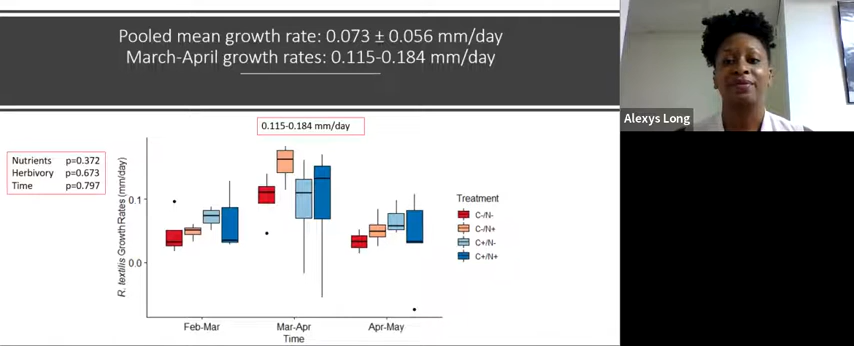 Pooled mean growth rate: 0.073 ± 0.056 mm/day
March-April growth rates: 0.115-0.184 mm/day
Alexys Long
0.115-0.184 mm/day
Nutrients p=0.372
Herbivory p=0.673
Time p=0.797
R. textilis Growth Rates (mm/day)
0.1
0.0
Feb-Mar
Mar-Apr
Apr-May
Time
Treatment
C-/N-
C-/N+
C+/N-
C+/N+